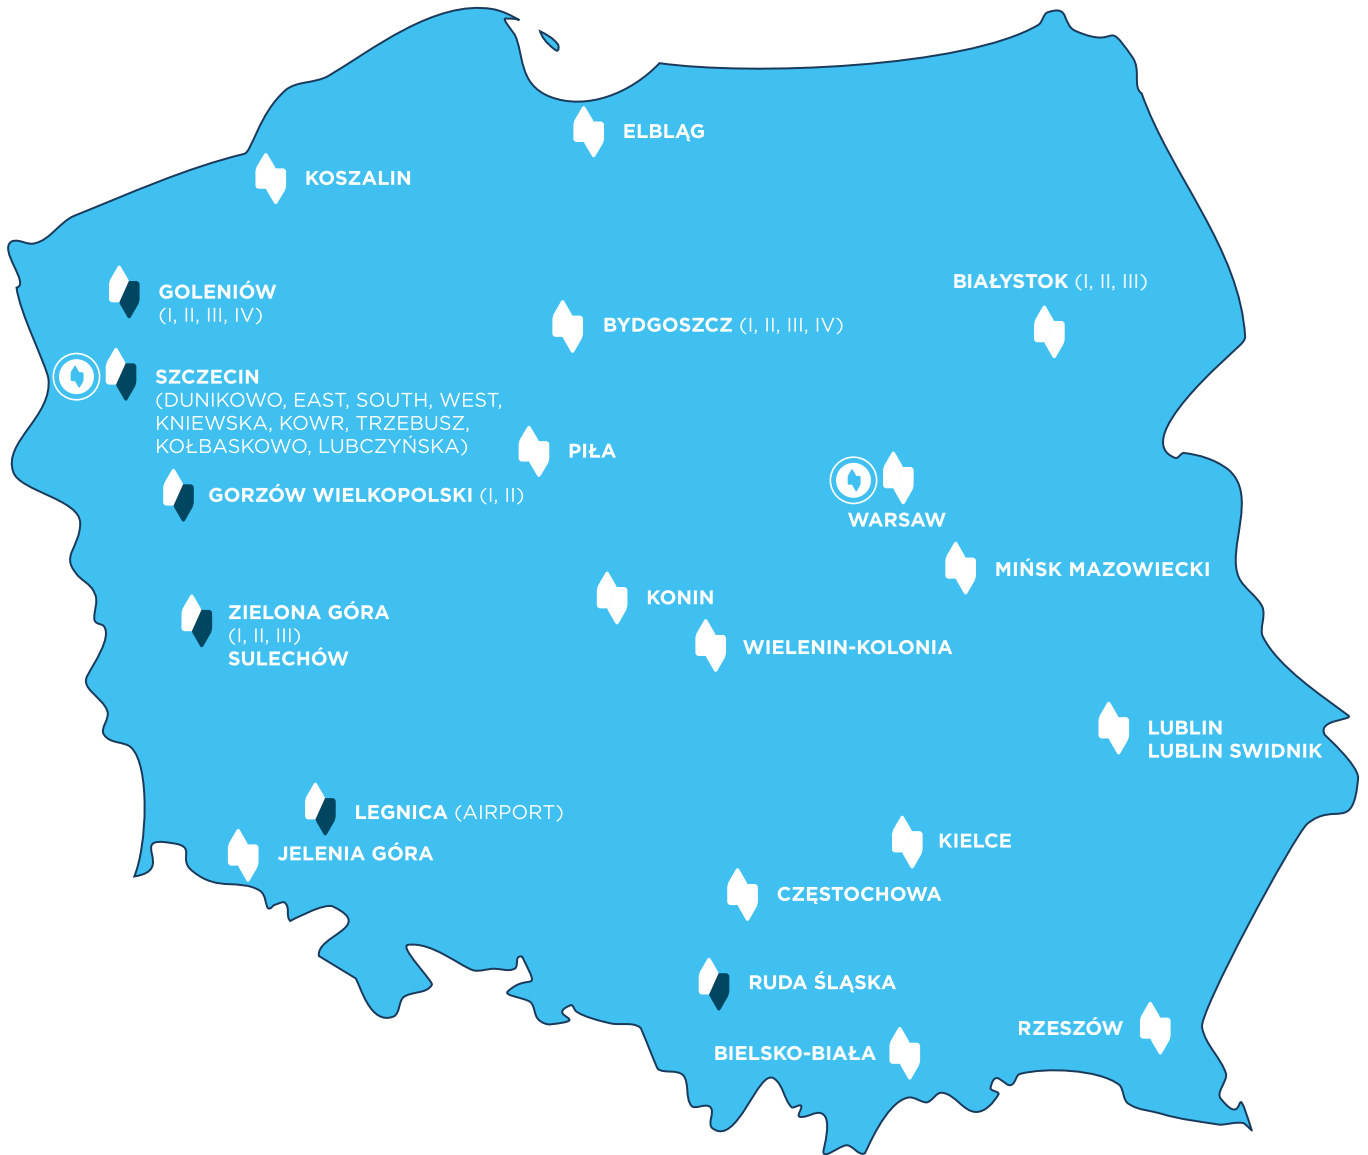 ELBLĄG
KOSZALIN
GOLENIÓW
(I, II, III, IV)
BIAŁYSTOK (I, II, III)
BYDGOSZCZ (I, II, III, IV)
SZCZECIN
(DUNIKOWO, EAST, SOUTH, WEST,
KNIEWSKA, KOWR, TRZEBUSZ,
KOŁBASKOWO, LUBCZYŃSKA)
PIŁA
GORZÓW WIELKOPOLSKI (I, II)
WARSAW
MIŃSK MAZOWIECKI
KONIN
ZIELONA GÓRA
(I, II, III)
SULECHÓW
WIELENIN-KOLONIA
LUBLIN
LUBLIN SWIDNIK
LEGNICA (AIRPORT)
JELENIA GÓRA
KIELCE
CZĘSTOCHOWA
RUDA ŚLĄSKA
RZESZÓW
BIELSKO-BIAŁA